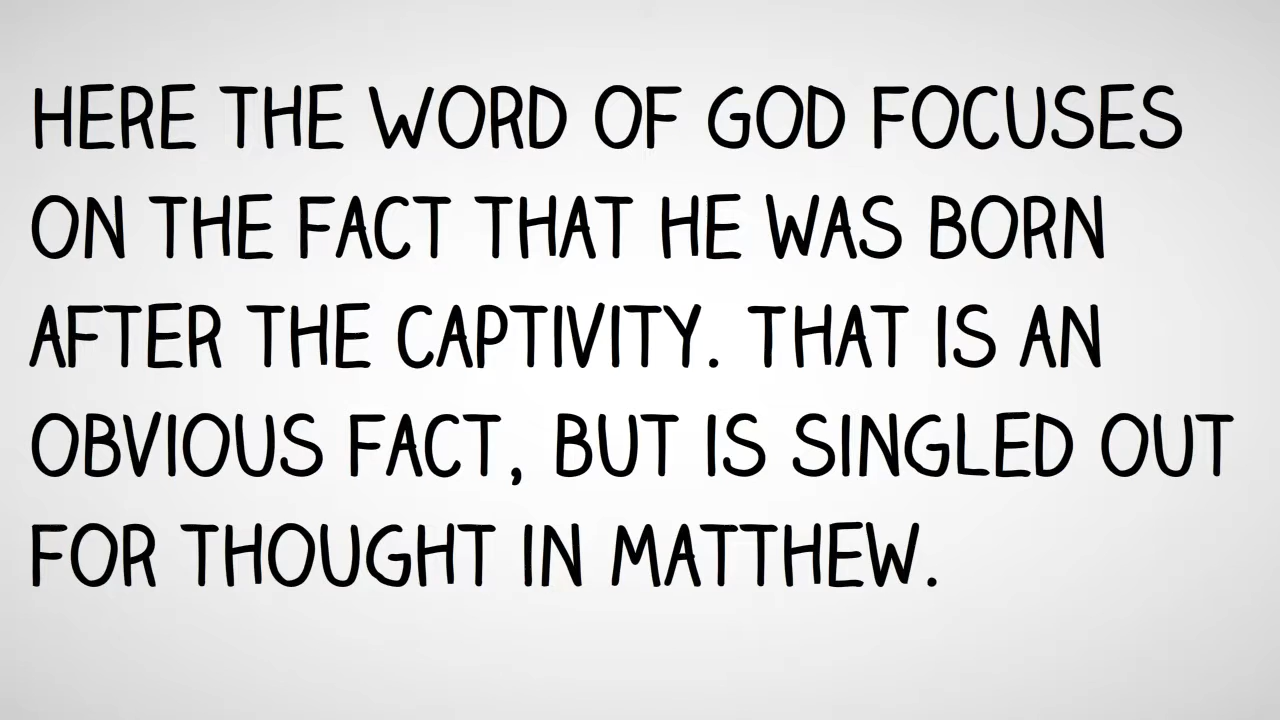 HERE THE WORD OF GOD FOCUSES
ON THE FACT THAT HE WAS BORN
AFTER THE CAPTIVITY. THAT IS AN
OBVIOUS FACT, BUT IS SINGLED OUT
FOR THOUGHT IN MATTHEW.